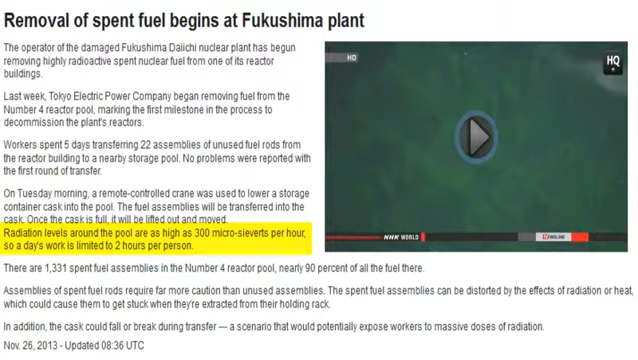 Removal of spent fuel begins at Fukushima plant
The operator of the damaged Fukushima Daiichi nuclear plant has begun
removing highly radioactive spent nuclear fuel from one of its reactor
buildings.
HD
HQ
Last week, Tokyo Electric Power Company began removing fuel from the
Number 4 reactor pool, marking the first milestone in the process to
decommission the plant's reactors.
Workers spent 5 days transferring 22 assemblies of unused fuel rods from
the reactor building to a nearby storage pool. No problems were reported with
the first round of transfer.
On Tuesday morning, a remote-controlled crane was used to lower a storage
container cask into the pool. The fuel assemblies will be transferred into the
cask. Once the cask is full, it will be lifted out and moved.
Radiation levels around the pool are as high as 300 micro-sieverts per hour,
so a day's work is limited to 2 hours per person.
NHK WORLD
NEWSLINE
There are 1,331 spent fuel assemblies in the Number 4 reactor pool, nearly 90 percent of all the fuel there.
Assemblies of spent fuel rods require far more caution than unused assemblies. The spent fuel assemblies can be distorted by the effects of radiation or heat,
which could cause them to get stuck when they're extracted from their holding rack.
In addition, the cask could fall or break during transfer --- a scenario that would potentially expose workers to massive doses of radiation.
Nov. 26, 2013 - Updated 08:36 UTC